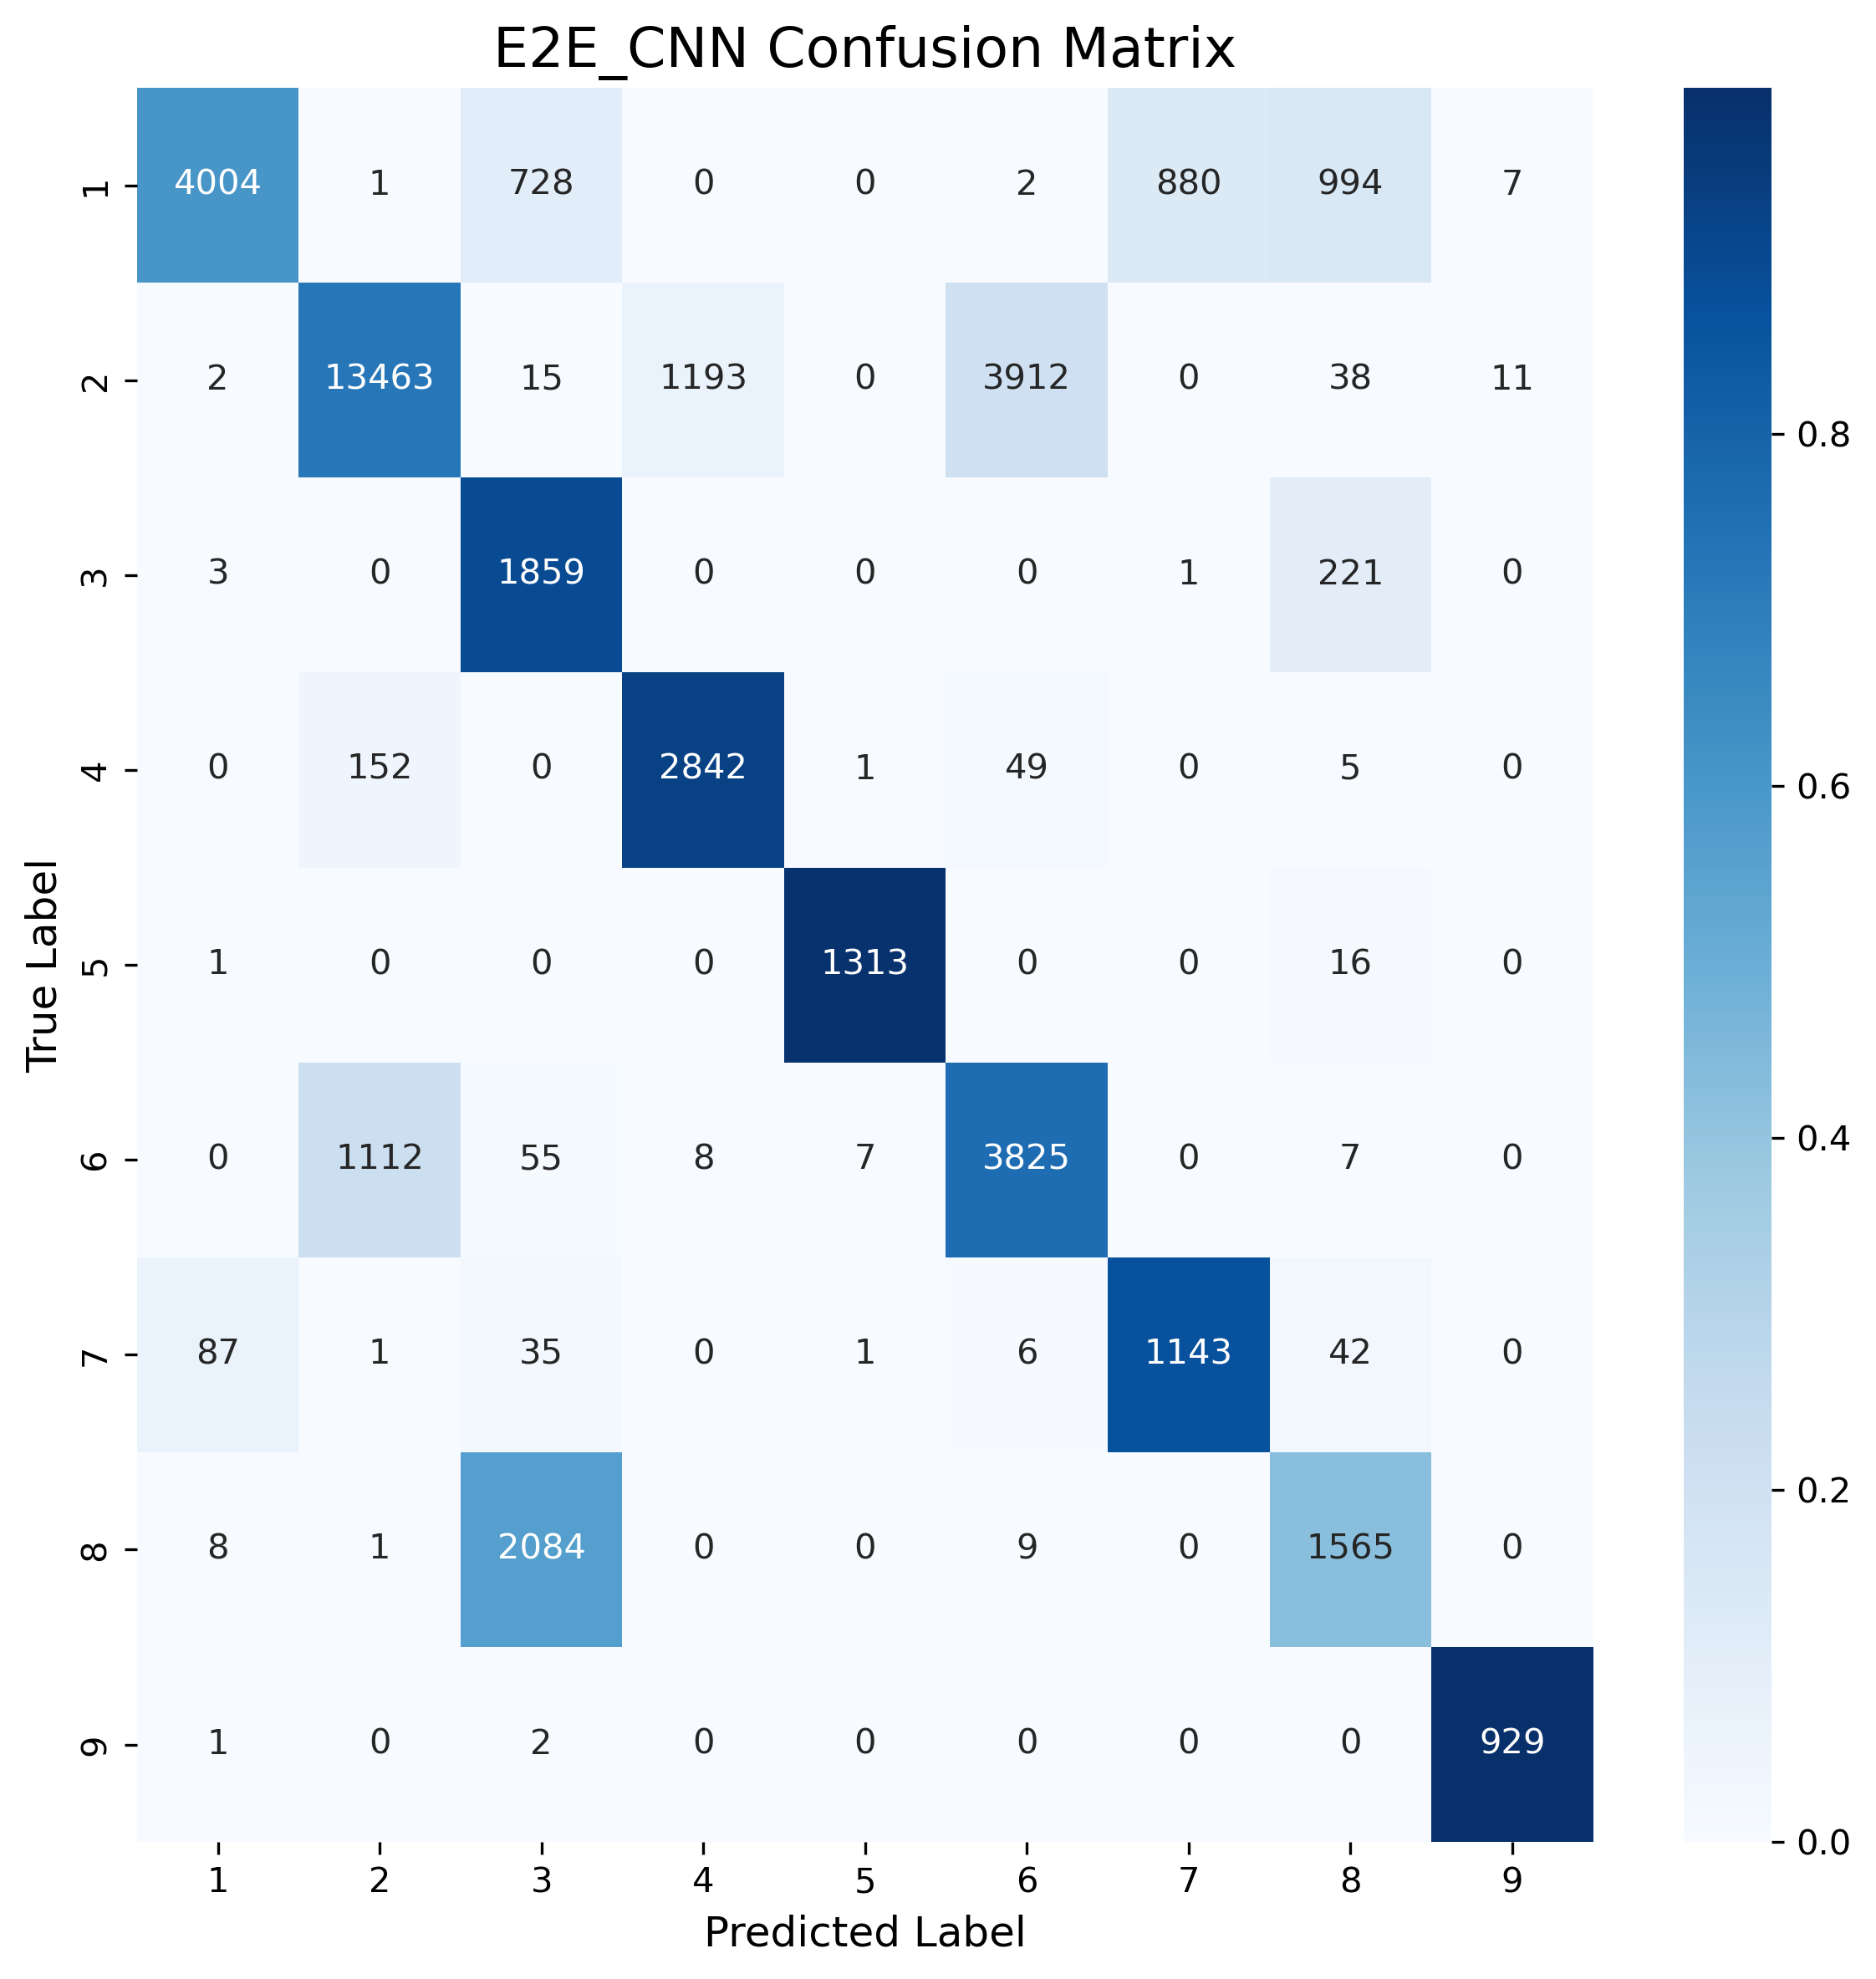 E2E_CNN Confusion Matrix
1 4004 1 728 0 0 2 880 994 7
2 2 13463 15 1193 0 3912 0 38 11
3 3 0 1859 0 0 0 1 221 0
4 0 152 0 2842 1 49 0 5 0
5 1 0 0 0 1313 0 0 16 0
6 0 1112 55 8 7 3825 0 7 0
7 87 1 35 0 1 6 1143 42 0
8 8 1 2084 0 0 9 0 1565 0
9 1 0 2 0 0 0 0 0 929
1 2 3 4 5 6 7 8 9
Predicted Label
True Label
0.8
0.6
0.4
0.2
0.0